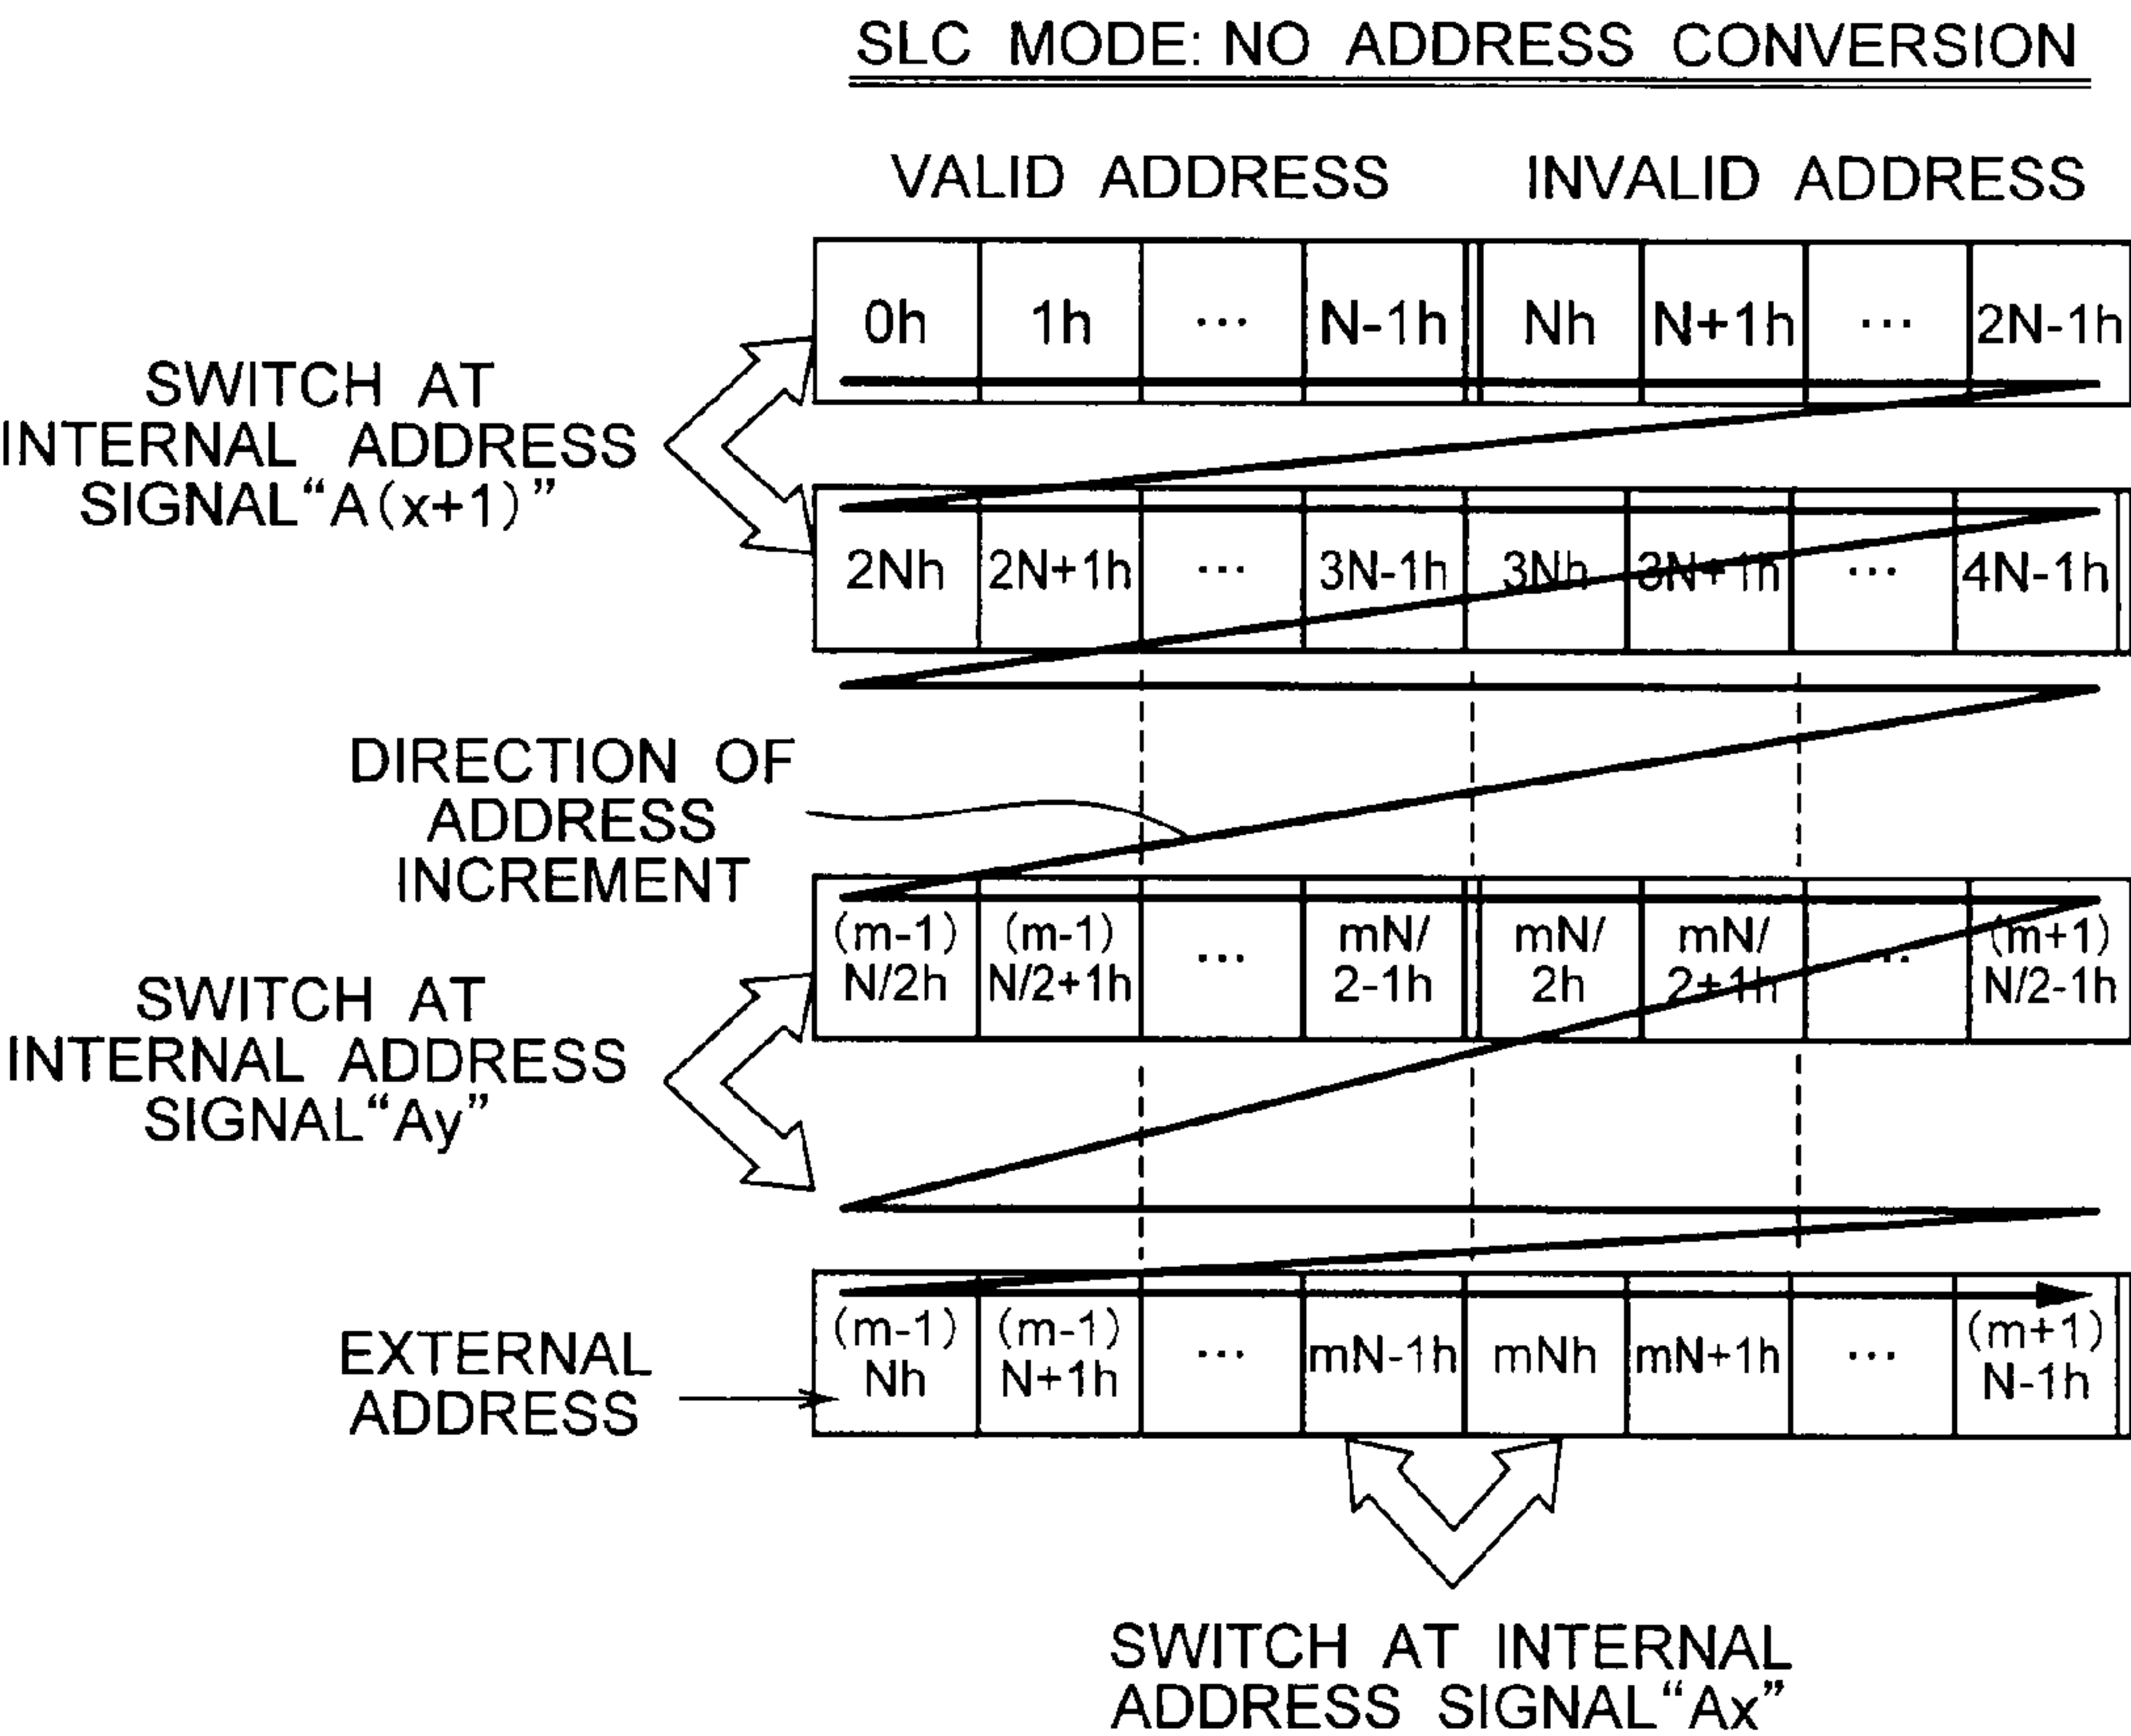 SLC MODE: NO ADDRESS CONVERSION
VALID ADDRESS INVALID ADDRESS
0h 1h ... N-1h Nh N+1h ... 2N-1h
SWITCH AT
INTERNAL ADDRESS
SIGNAL“A(x+1)”
2Nh 2N+1h ... 3N-1h 3Nh 3N+1h ... 4N-1h
DIRECTION OF
ADDRESS
INCREMENT
(m-1) (m-1) ... mN/ mN/ mN/ ... (m+1)
N/2h N/2+1h 2-1h 2h 2+1h N/2-1h
SWITCH AT
INTERNAL ADDRESS
SIGNAL“Ay”
(m-1) (m-1) ... mN-1h mNh mN+1h ... (m+1)
Nh N+1h N-1h
EXTERNAL
ADDRESS
SWITCH AT INTERNAL
ADDRESS SIGNAL“Ax”